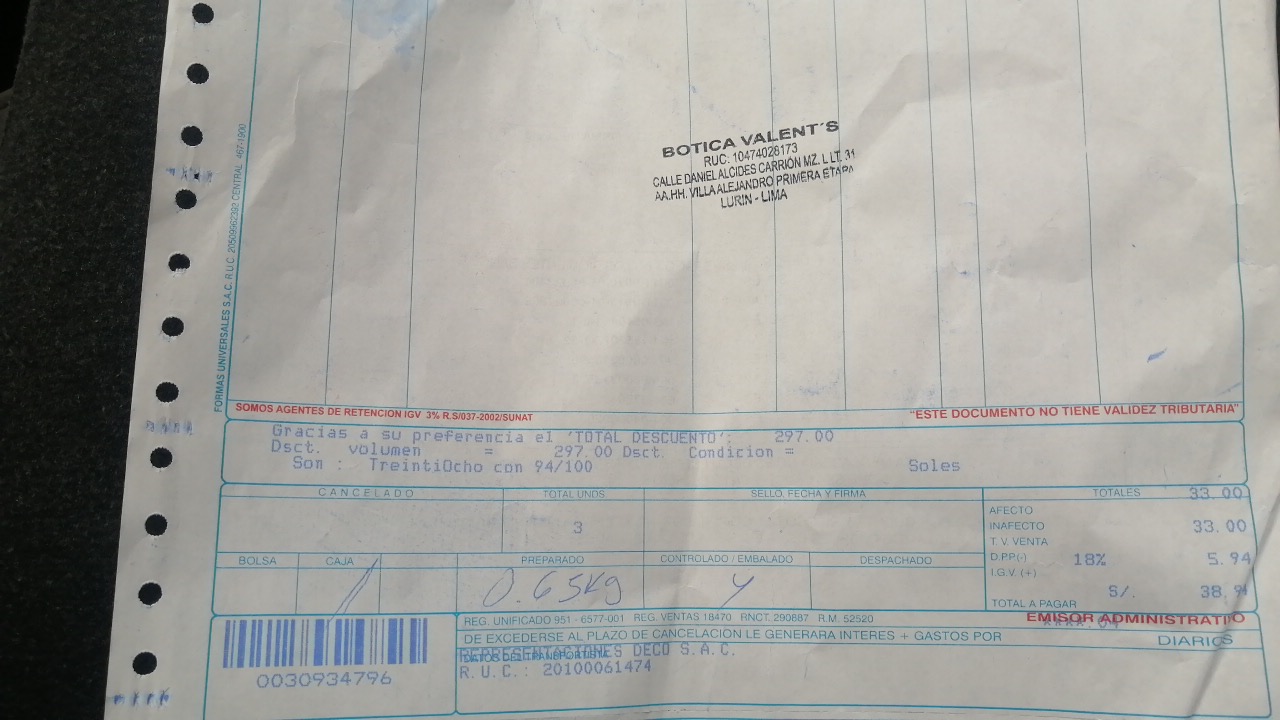 BOTICA VALENT´S
RUC: 10474028173
CALLE DANIEL ALCIDES CARRION MZ. L LT. 31
AA.HH. VILLA ALEJANDRO PRIMERA ETAPA
LURIN - LIMA
FORMAS UNIVERSALES S.A.C. R.U.C. 20509962393 CENTRAL 467-1900
SOMOS AGENTES DE RETENCION IGV 3% R.S/037-2002/SUNAT
"ESTE DOCUMENTO NO TIENE VALIDEZ TRIBUTARIA"
Gracias a su preferencia el 'TOTAL DESCUENTO': 297.00
Dsct. volumen = 297.00 Dsct. Condicion =
Son : TreintiOcho con 94/100 Soles
CANCELADO TOTAL UNDS SELLO, FECHA Y FIRMA TOTALES 33.00
AFECTO
3 INAFECTO 33.00
T. V. VENTA
BOLSA CAJA PREPARADO CONTROLADO / EMBALADO DESPACHADO D.P.P.(-) 18% 5.94
I.G.V. (+)
0.65kg S/. 38.94
TOTAL A PAGAR
REG. UNIFICADO 951 - 6577-001 REG. VENTAS 18470 RNCT. 290887 R.M. 52520 EMISOR ADMINISTRATIVO
DE EXCEDERSE AL PLAZO DE CANCELACION LE GENERARA INTERES + GASTOS POR DIARIOS
DATOS DEL TRANSPORTISTA
REPRESENTACIONES DECO S.A.C.
R.U.C.: 20100061474
0030934796